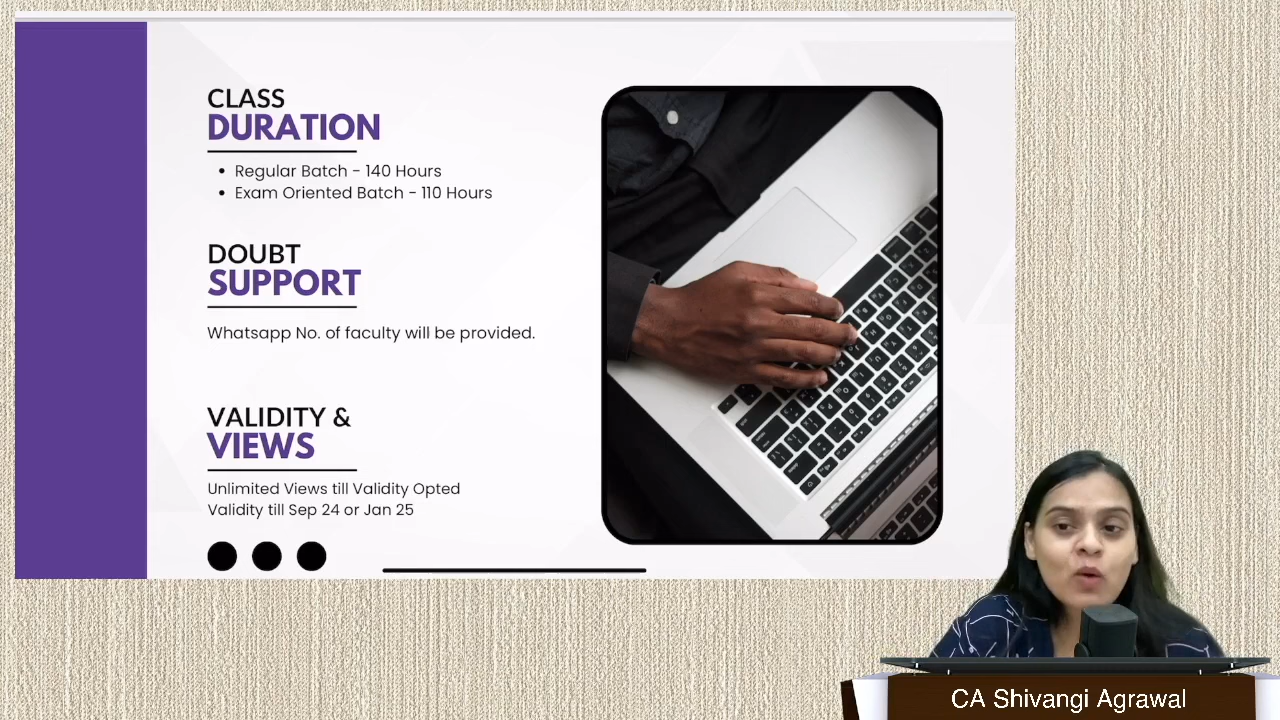 CLASS
DURATION
• Regular Batch - 140 Hours
• Exam Oriented Batch - 110 Hours
DOUBT
SUPPORT
Whatsapp No. of faculty will be provided.
VALIDITY &
VIEWS
Unlimited Views till Validity Opted
Validity till Sep 24 or Jan 25
CA Shivangi Agrawal